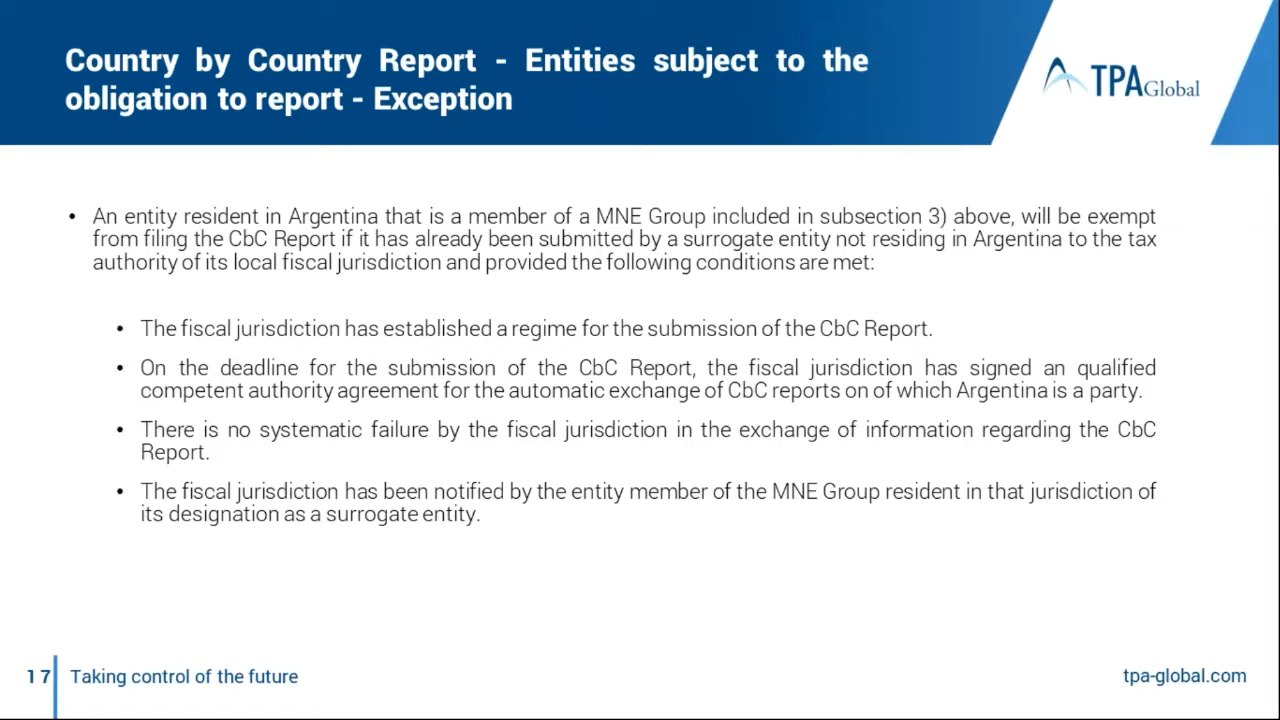 Country by Country Report - Entities subject to the
obligation to report - Exception
TPA Global
• An entity resident in Argentina that is a member of a MNE Group included in subsection 3) above, will be exempt
from filing the CbC Report if it has already been submitted by a surrogate entity not residing in Argentina to the tax
authority of its local fiscal jurisdiction and provided the following conditions are met:
• The fiscal jurisdiction has established a regime for the submission of the CbC Report.
• On the deadline for the submission of the CbC Report, the fiscal jurisdiction has signed an qualified
competent authority agreement for the automatic exchange of CbC reports on of which Argentina is a party.
• There is no systematic failure by the fiscal jurisdiction in the exchange of information regarding the CbC
Report.
• The fiscal jurisdiction has been notified by the entity member of the MNE Group resident in that jurisdiction of
its designation as a surrogate entity.
17 Taking control of the future
tpa-global.com